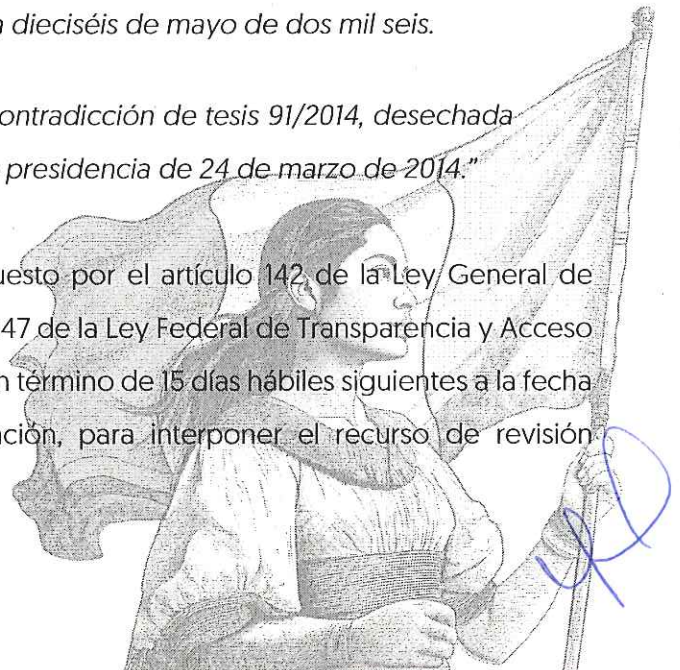 dieciséis de mayo de dos mil seis.
ontradicción de tesis 91/2014, desechada
presidencia de 24 de marzo de 2014."
uesto por el artículo 142 de la Ley General de
47 de la Ley Federal de Transparencia y Acceso
término de 15 días hábiles siguientes a la fecha
ación, para interponer el recurso de revisión